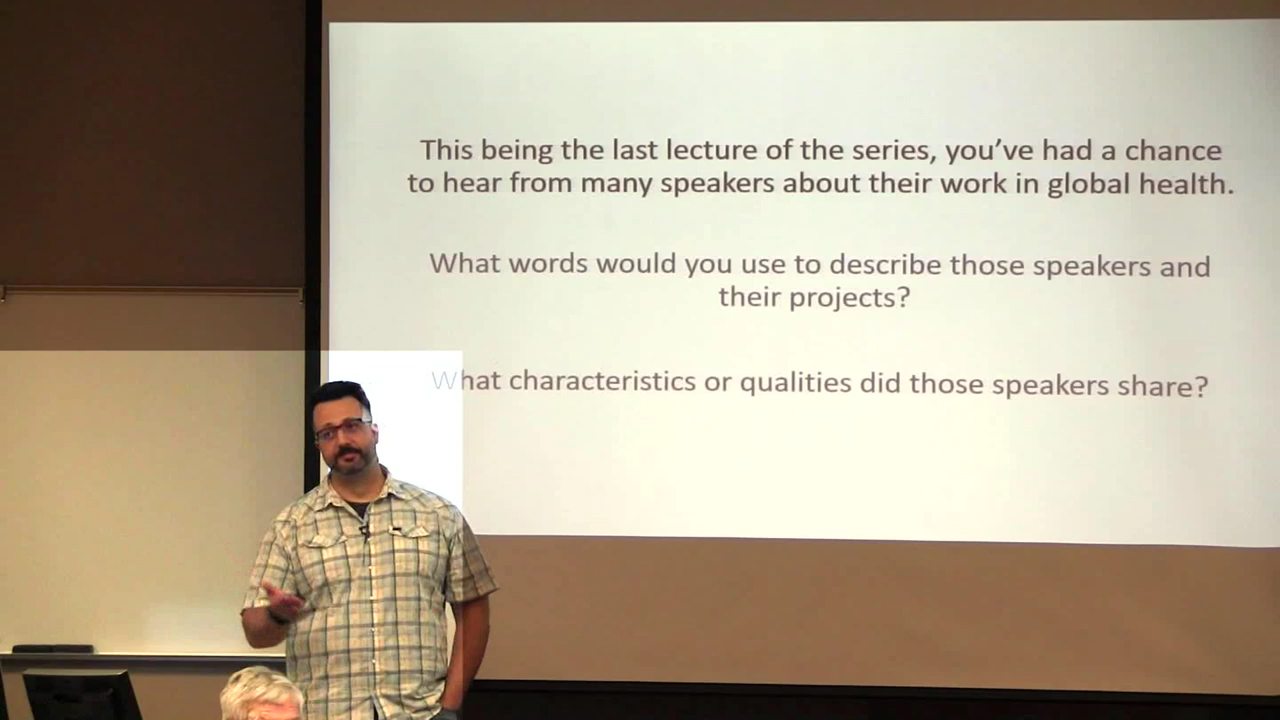 This being the last lecture of the series, you’ve had a chance
to hear from many speakers about their work in global health.
What words would you use to describe those speakers and
their projects?
What characteristics or qualities did those speakers share?